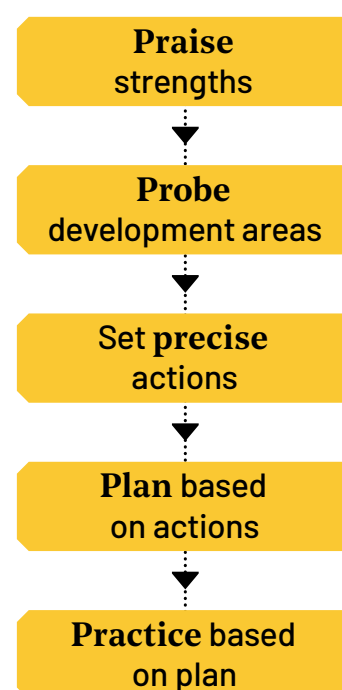 Praise
strengths
Probe
development areas
Set precise
actions
Plan based
on actions
Practice based
on plan